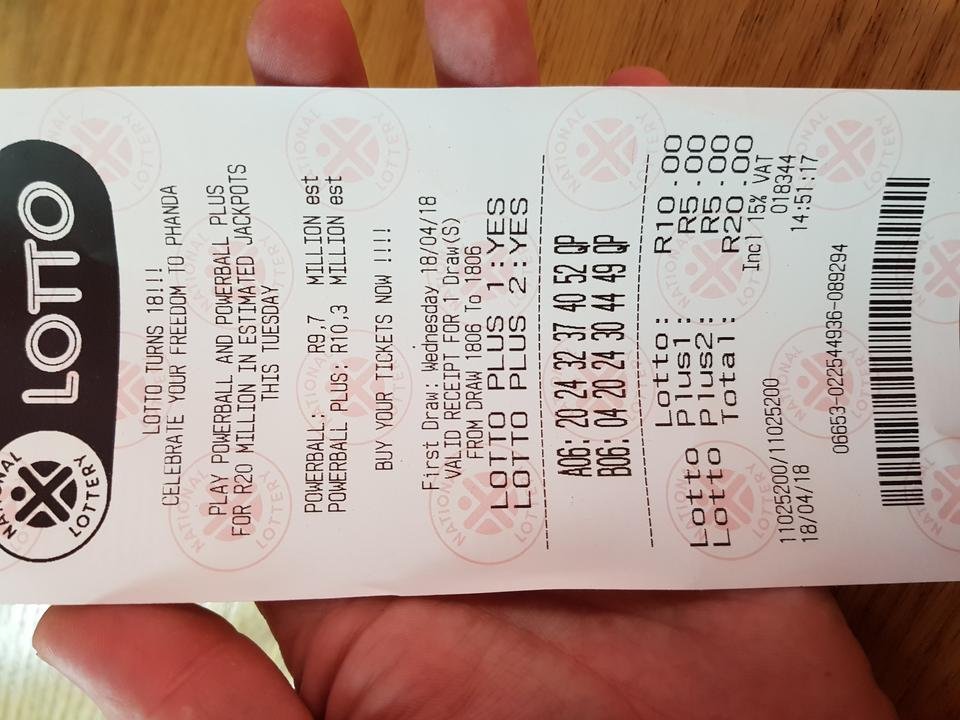 NATIONAL LOTTERY
LOTTO
LOTTO TURNS 18!!!
CELEBRATE YOUR FREEDOM TO PHANDA
PLAY POWERBALL AND POWERBALL PLUS
FOR R20 MILLION IN ESTIMATED JACKPOTS
THIS TUESDAY
POWERBALL: R9,7 MILLION est
POWERBALL PLUS: R10,3 MILLION est
BUY YOUR TICKETS NOW !!!!
First Draw: Wednesday 18/04/18
VALID RECEIPT FOR 1 Draw(S)
FROM DRAW 1806 To 1806
LOTTO PLUS 1:YES
LOTTO PLUS 2:YES
A06: 20 24 32 37 40 52 QP
B06: 04 20 24 30 44 49 QP
Lotto: R10.00
Lotto Plus1: R5.00
Lotto Plus2: R5.00
Total: R20.00
Incl 15% VAT
11025200/11025200 018344
18/04/18 14:51:17
06653-022544936-089294